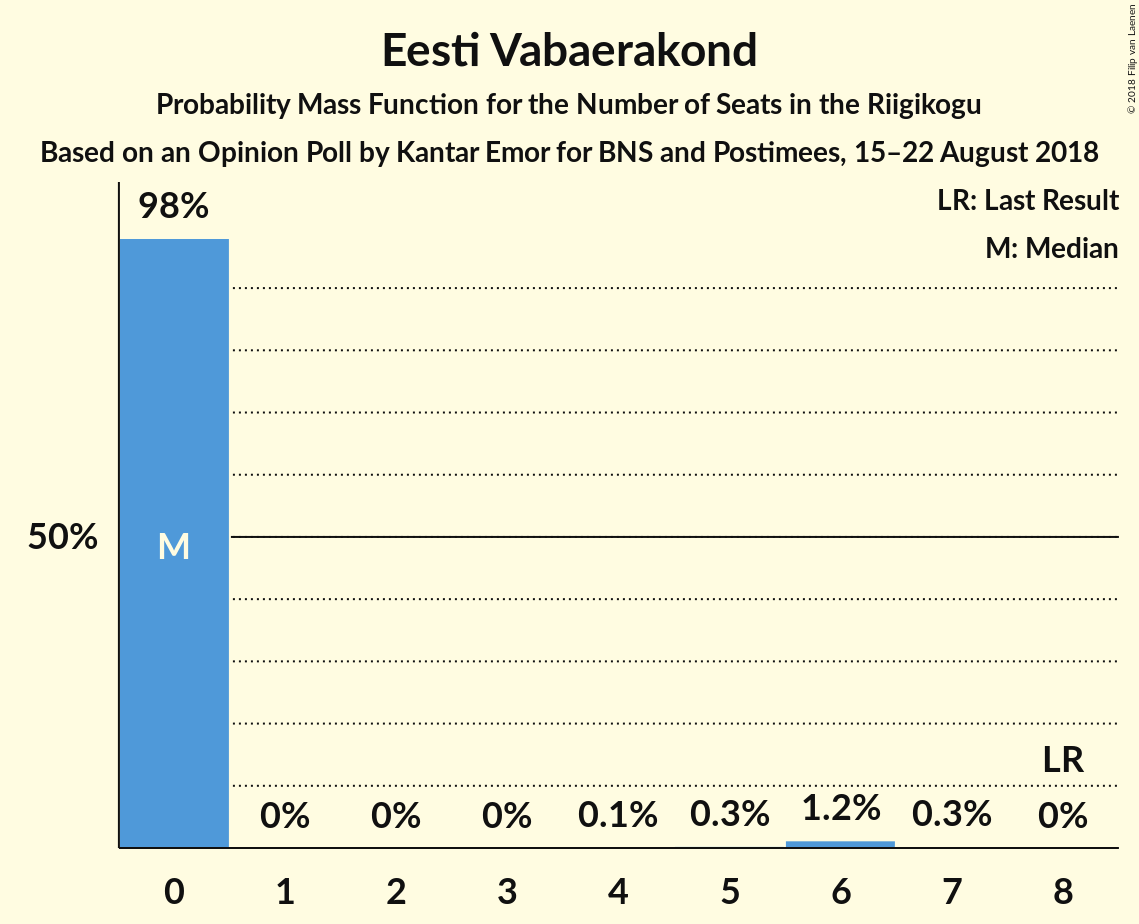 Eesti Vabaerakond
Probability Mass Function for the Number of Seats in the Riigikogu
Based on an Opinion Poll by Kantar Emor for BNS and Postimees, 15–22 August 2018
© 2018 Filip van Laenen
LR: Last Result
M: Median
98%
50%
M
LR
0% 0% 0% 0.1% 0.3% 1.2% 0.3% 0%
0 1 2 3 4 5 6 7 8